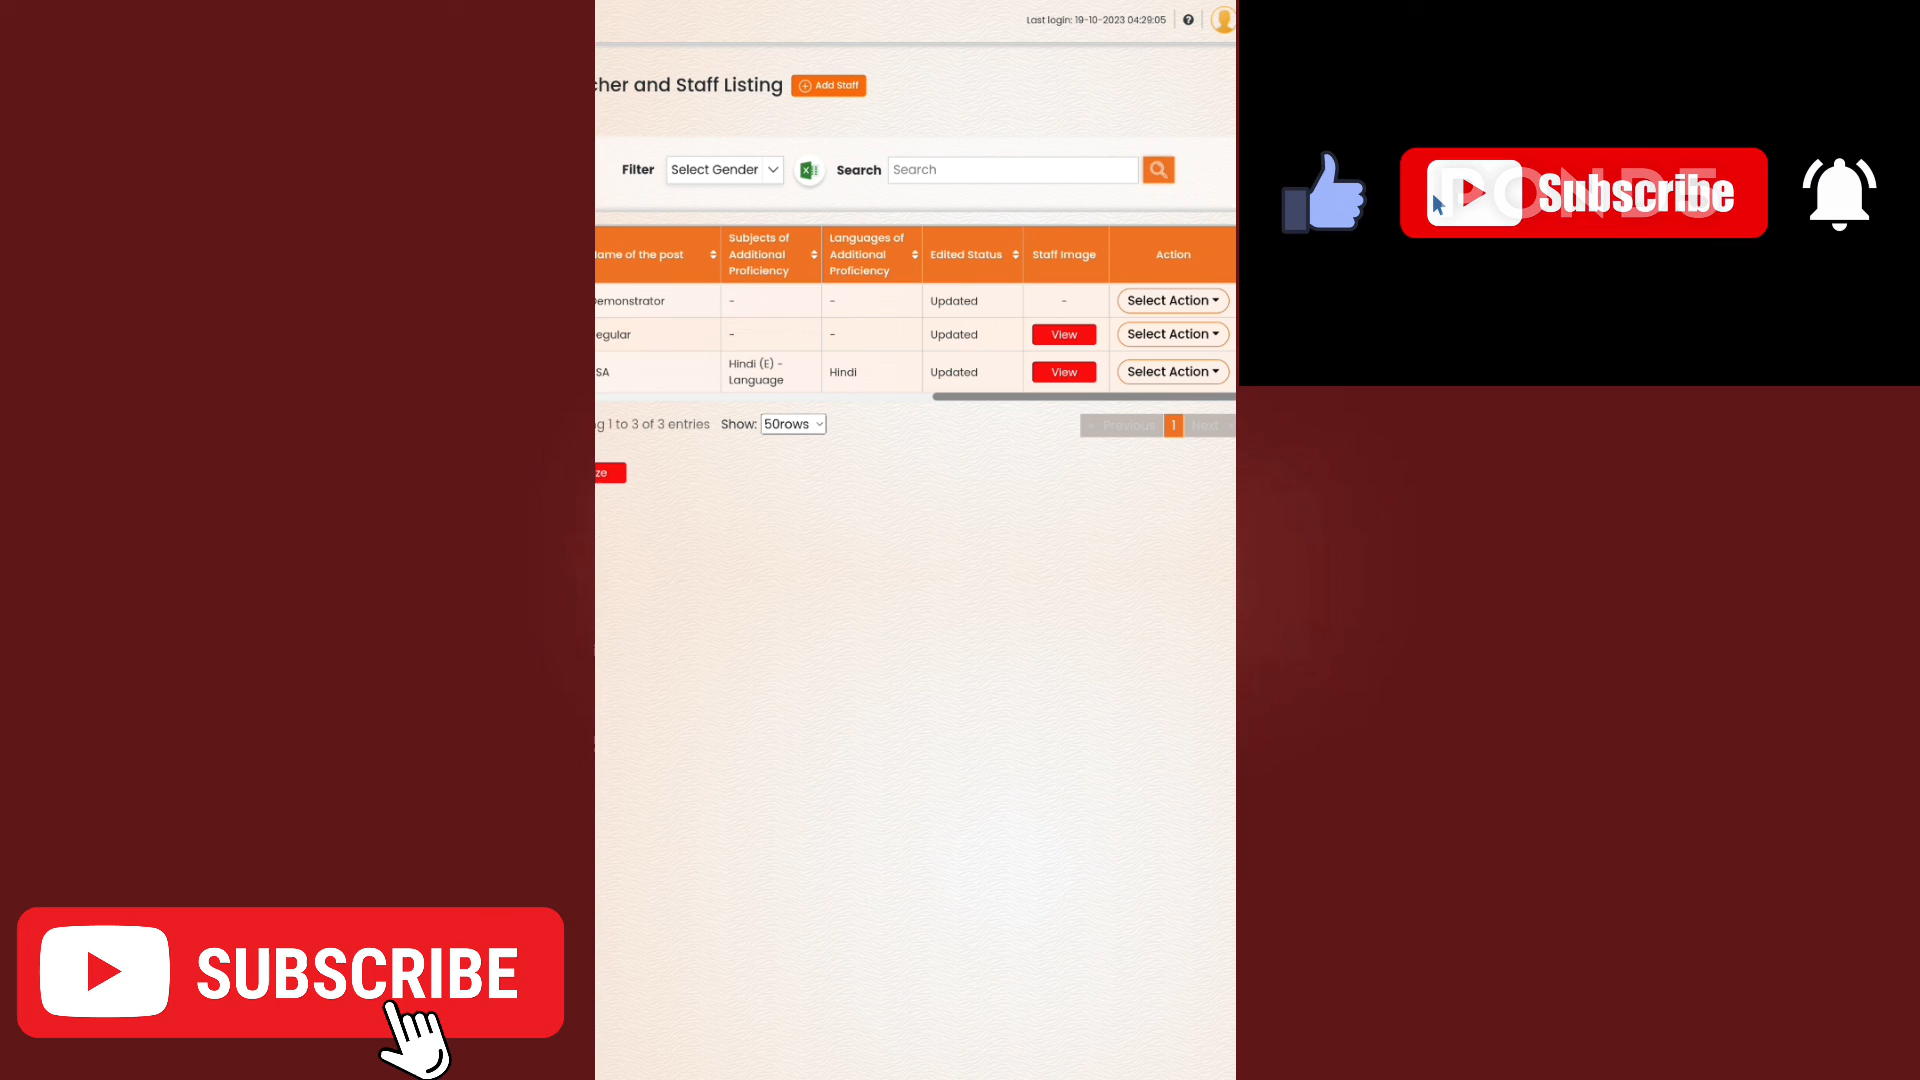 Last login: 19-10-2023 04:29:05
cher and Staff Listing
Add Staff
Filter
Select Gender
Search
Search
Subscribe
ame of the post
Subjects of Additional Proficiency
Languages of Additional Proficiency
Edited Status
Staff Image
Action
emonstrator
-
-
Updated
-
Select Action
egular
-
-
Updated
View
Select Action
SA
Hindi (E) - Language
Hindi
Updated
View
Select Action
g 1 to 3 of 3 entries
Show:
50rows
« Previous
1
Next
ze
SUBSCRIBE